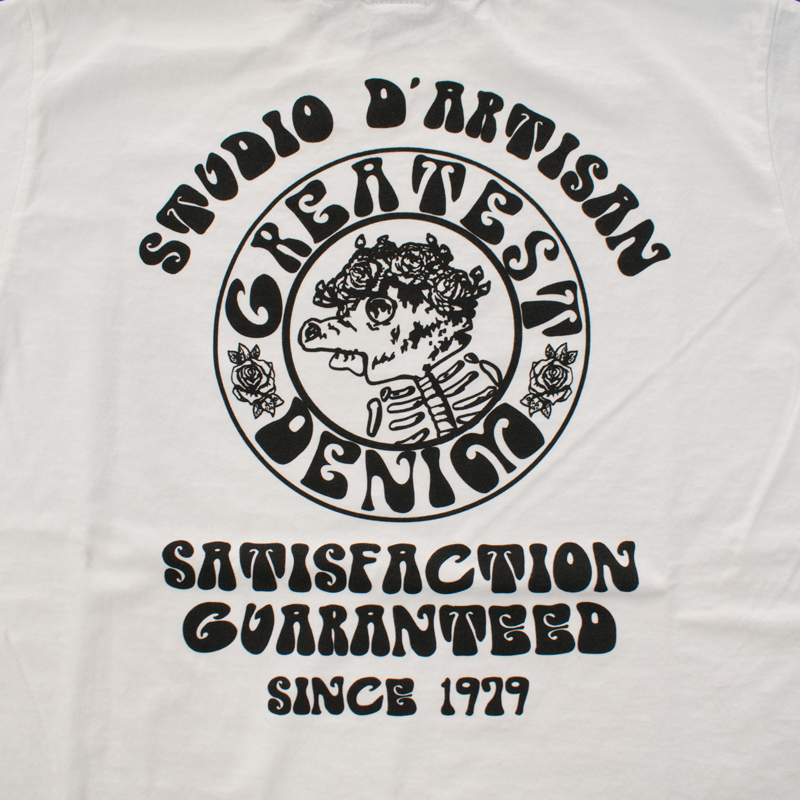 STUDIO D'ARTISAN
GREATEST
DENIM
SATISFACTION
GUARANTEED
SINCE 1979